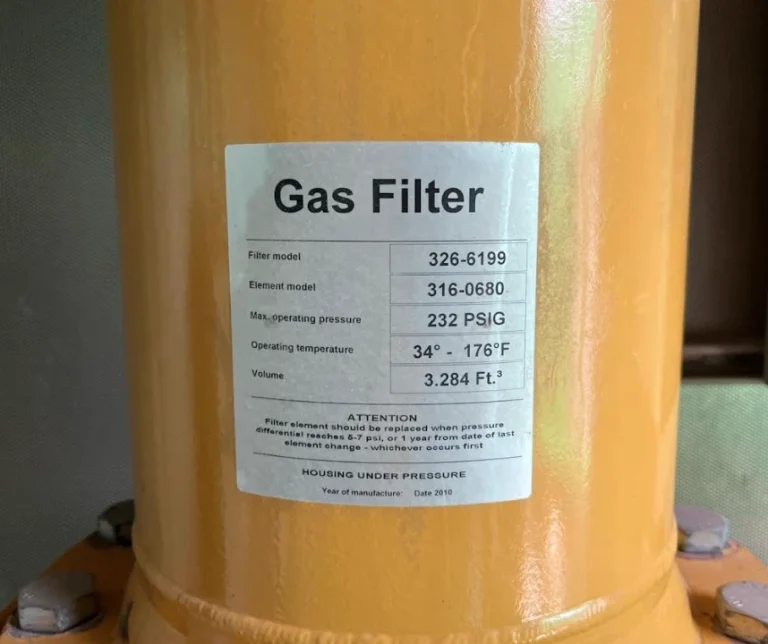 Gas Filter
Filter model 326-6199
Element model 316-0680
Max. operating pressure 232 PSIG
Operating temperature 34° - 176°F
Volume 3.284 Ft.³
ATTENTION
Filter element should be replaced when pressure
differential reaches 5-7 psi, or 1 year from date of last
element change - whichever occurs first
HOUSING UNDER PRESSURE
Year of manufacture: Date 2010